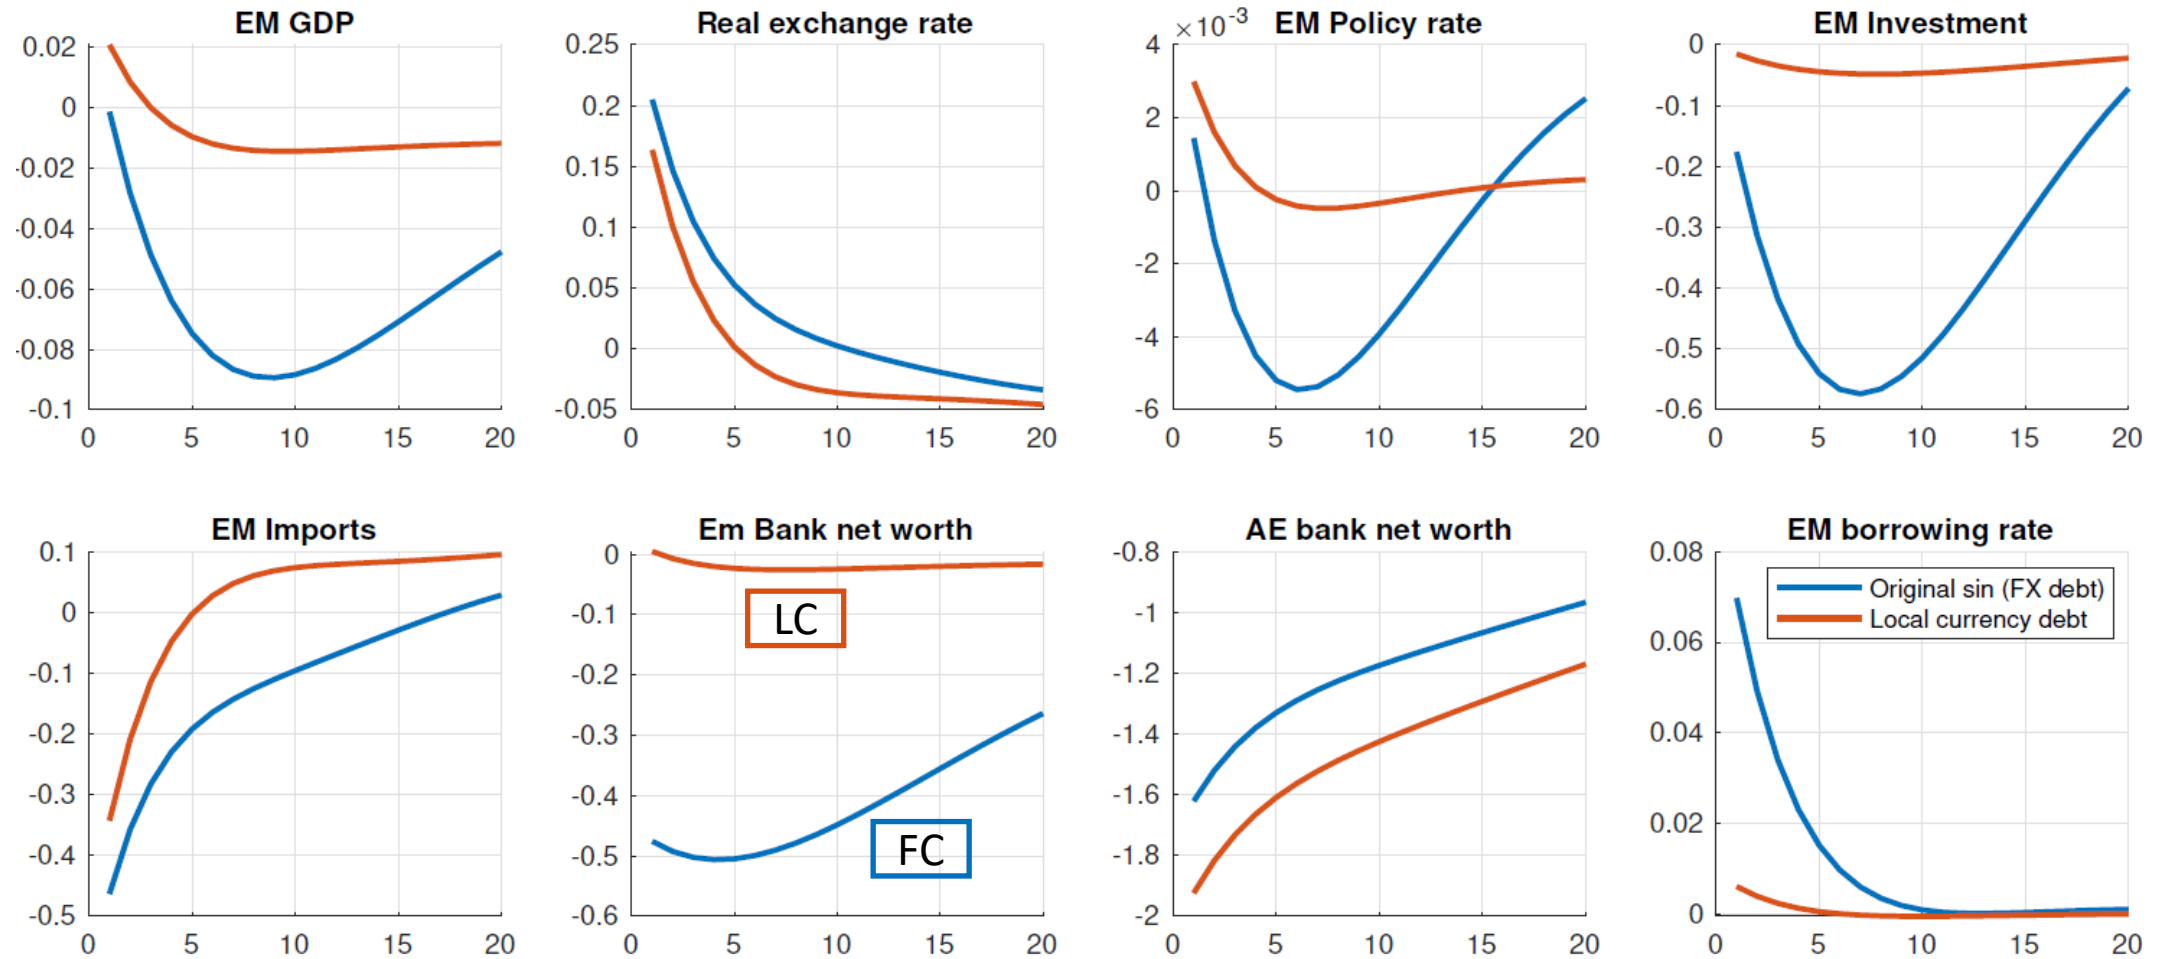 EM GDP
0.02
0
-0.02
-0.04
-0.06
-0.08
-0.1
0 5 10 15 20
Real exchange rate
0.25
0.2
0.15
0.1
0.05
0
-0.05
0 5 10 15 20
×10-3 EM Policy rate
4
2
0
-2
-4
-6
0 5 10 15 20
EM Investment
0
-0.1
-0.2
-0.3
-0.4
-0.5
-0.6
0 5 10 15 20
EM Imports
0.1
0
-0.1
-0.2
-0.3
-0.4
-0.5
0 5 10 15 20
Em Bank net worth
0
-0.1
-0.2
-0.3
-0.4
-0.5
-0.6
0 5 10 15 20
LC
FC
AE bank net worth
-0.8
-1
-1.2
-1.4
-1.6
-1.8
-2
0 5 10 15 20
EM borrowing rate
0.08
0.06
0.04
0.02
0
0 5 10 15 20
Original sin (FX debt)
Local currency debt